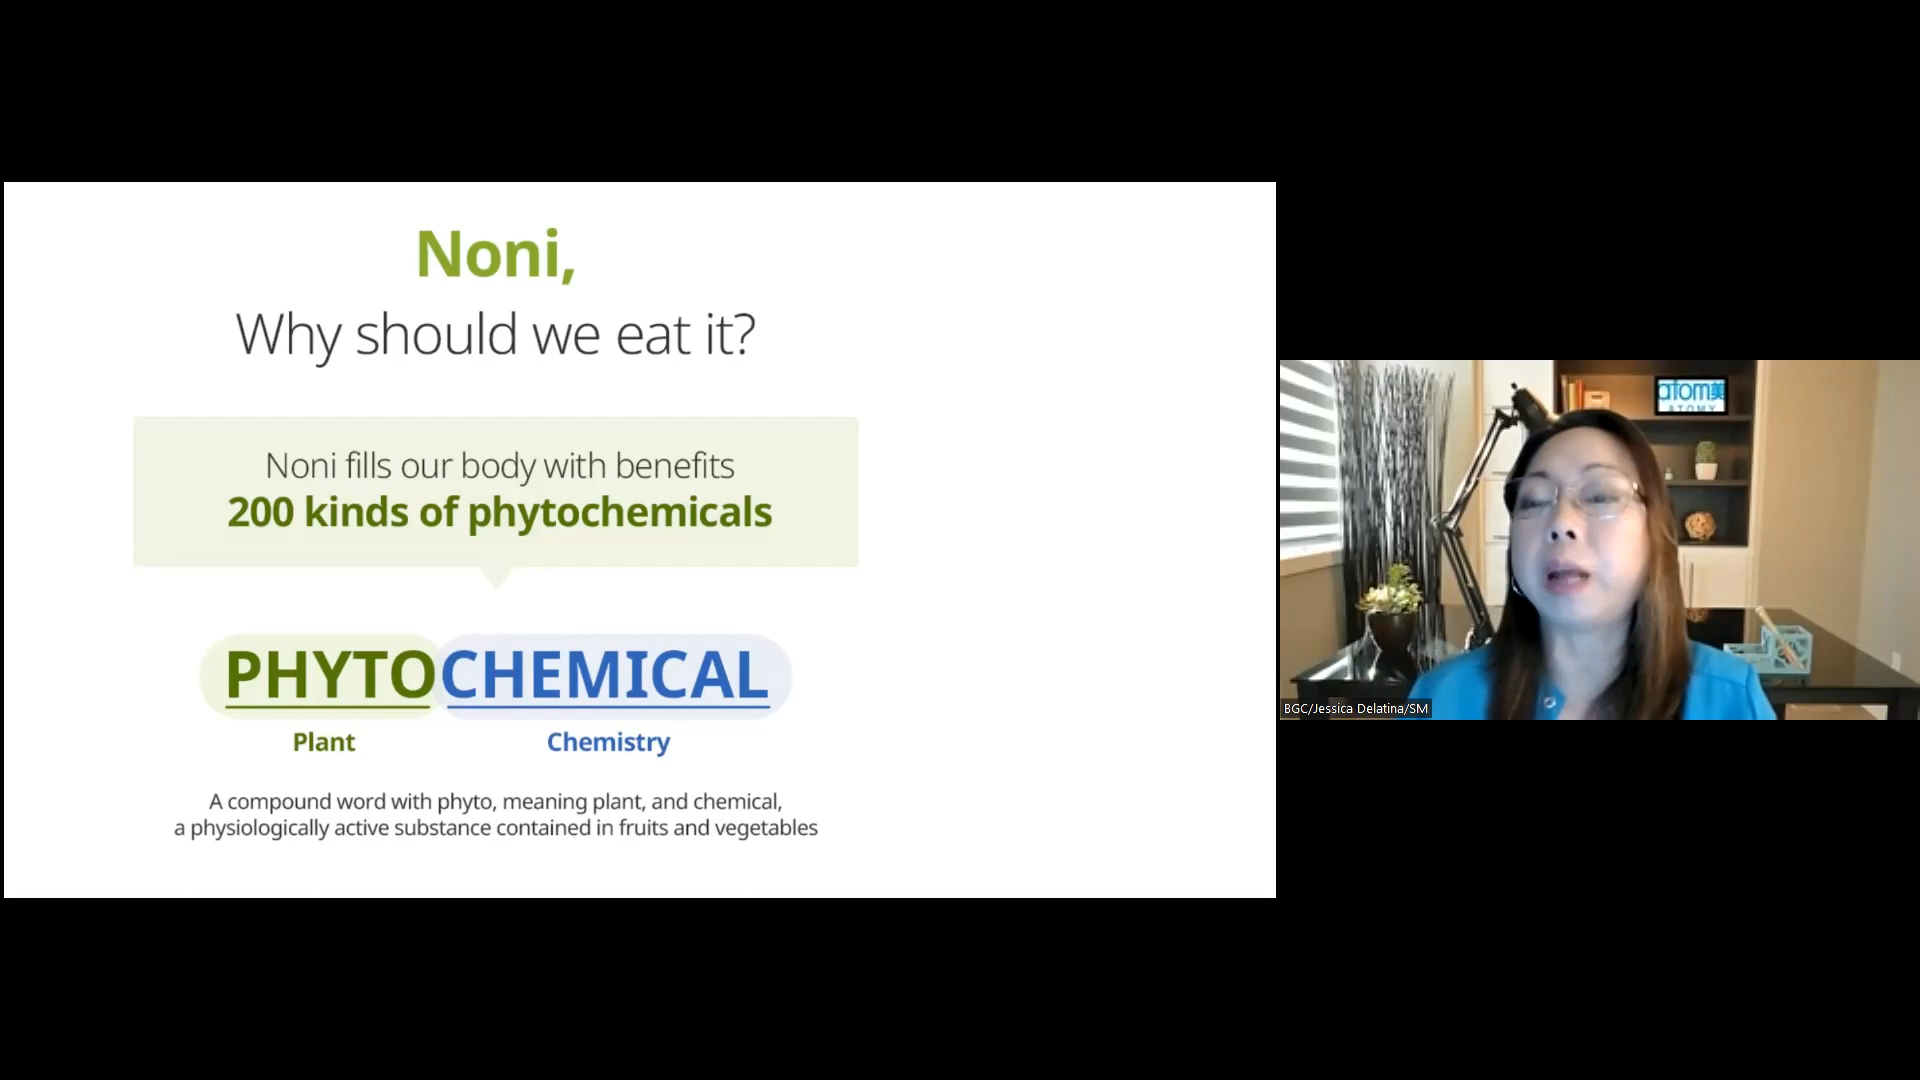 Noni,
Why should we eat it?
Noni fills our body with benefits
200 kinds of phytochemicals
PHYTOCHEMICAL
Plant
Chemistry
A compound word with phyto, meaning plant, and chemical,
a physiologically active substance contained in fruits and vegetables
atom美
ATOMY
BGC/Jessica Delatina/SM